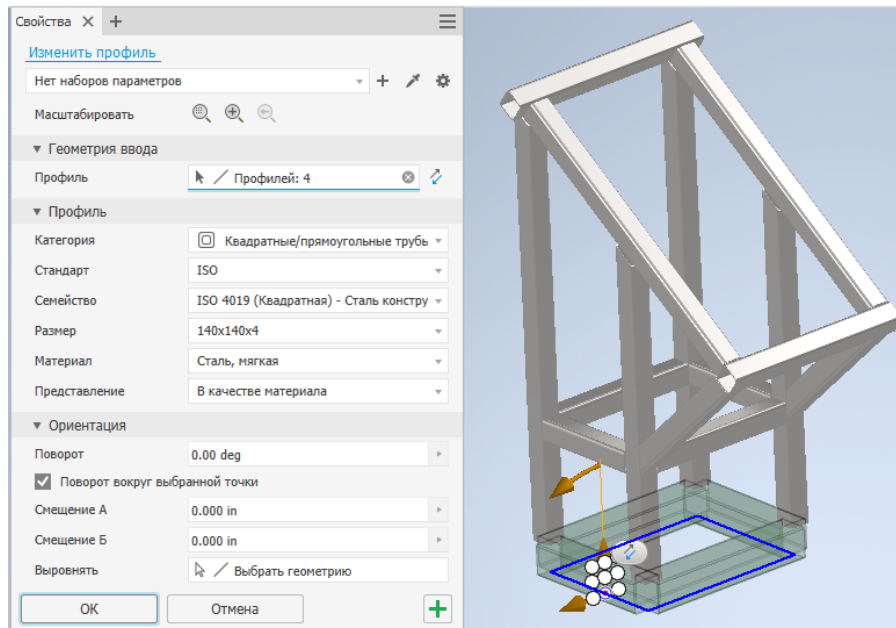 Свойства
Изменить профиль
Нет наборов параметров
Масштабировать
Геометрия ввода
Профиль Профилей: 4
Профиль
Категория Квадратные/прямоугольные трубы
Стандарт ISO
Семейство ISO 4019 (Квадратная) - Сталь констру
Размер 140x140x4
Материал Сталь, мягкая
Представление В качестве материала
Ориентация
Поворот 0.00 deg
Поворот вокруг выбранной точки
Смещение А 0.000 in
Смещение Б 0.000 in
Выровнять Выбрать геометрию
ОК Отмена